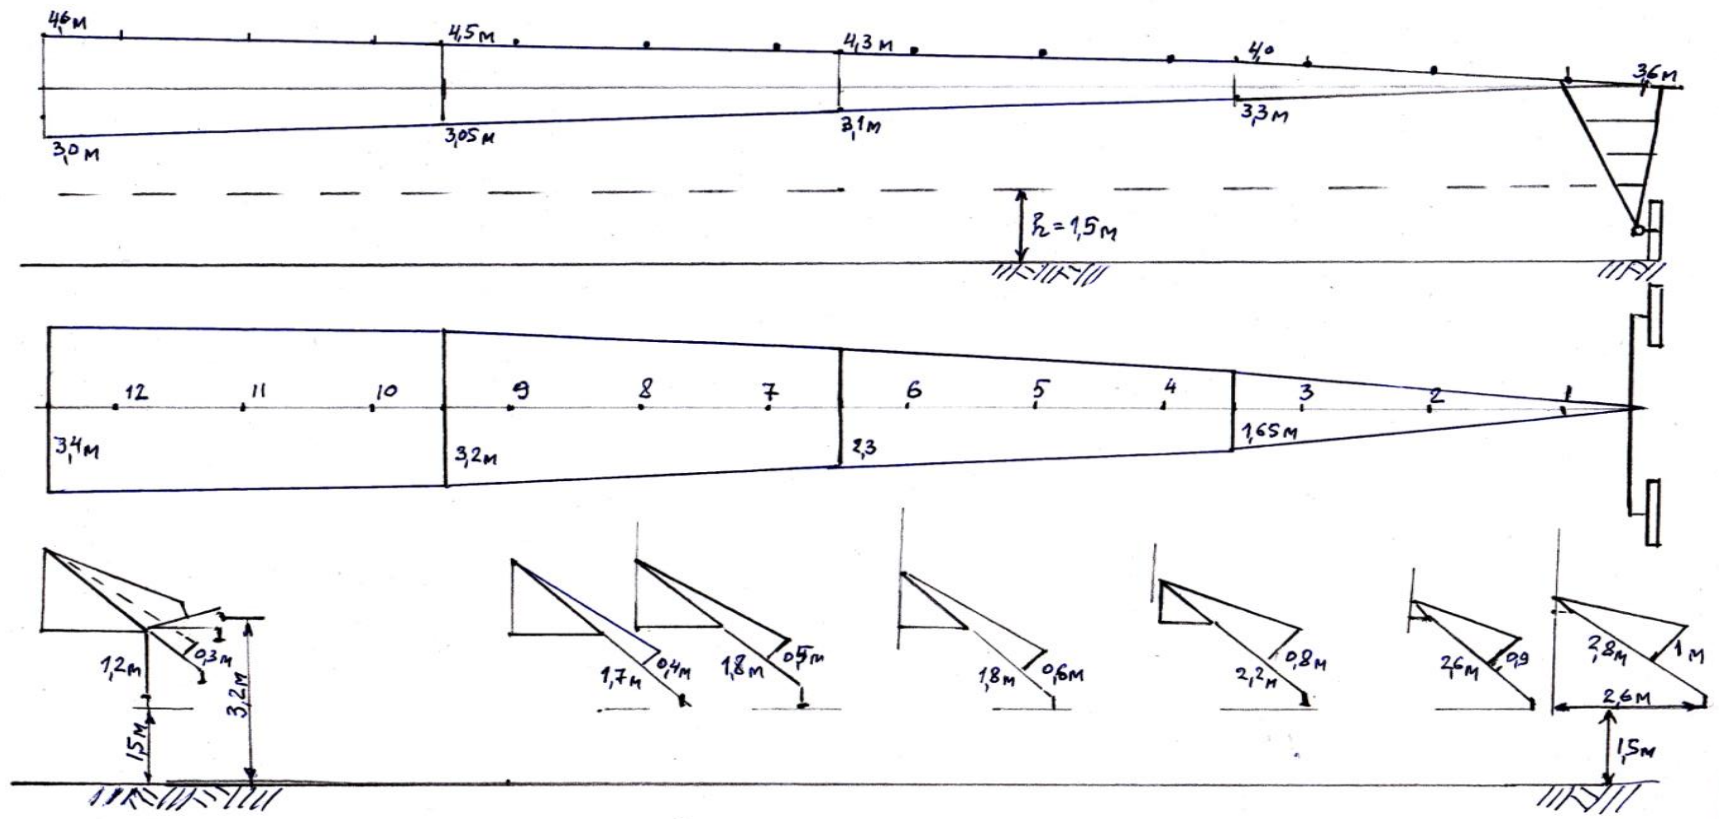 4,6м
4,5м
4,3м
4,0
3,6м
3,0м
3,05м
3,1м
3,3м
h=1,5м
12 11 10 9 8 7 6 5 4 3 2 1
3,4м
3,2м
2,3
1,65м
1,2м
0,3м
3,2м
1,5м
1,7м
0,4м
1,8м
0,5м
1,8м
0,6м
2,2м
0,8м
2,6м
0,9
2,8м
1м
2,6м
1,5м